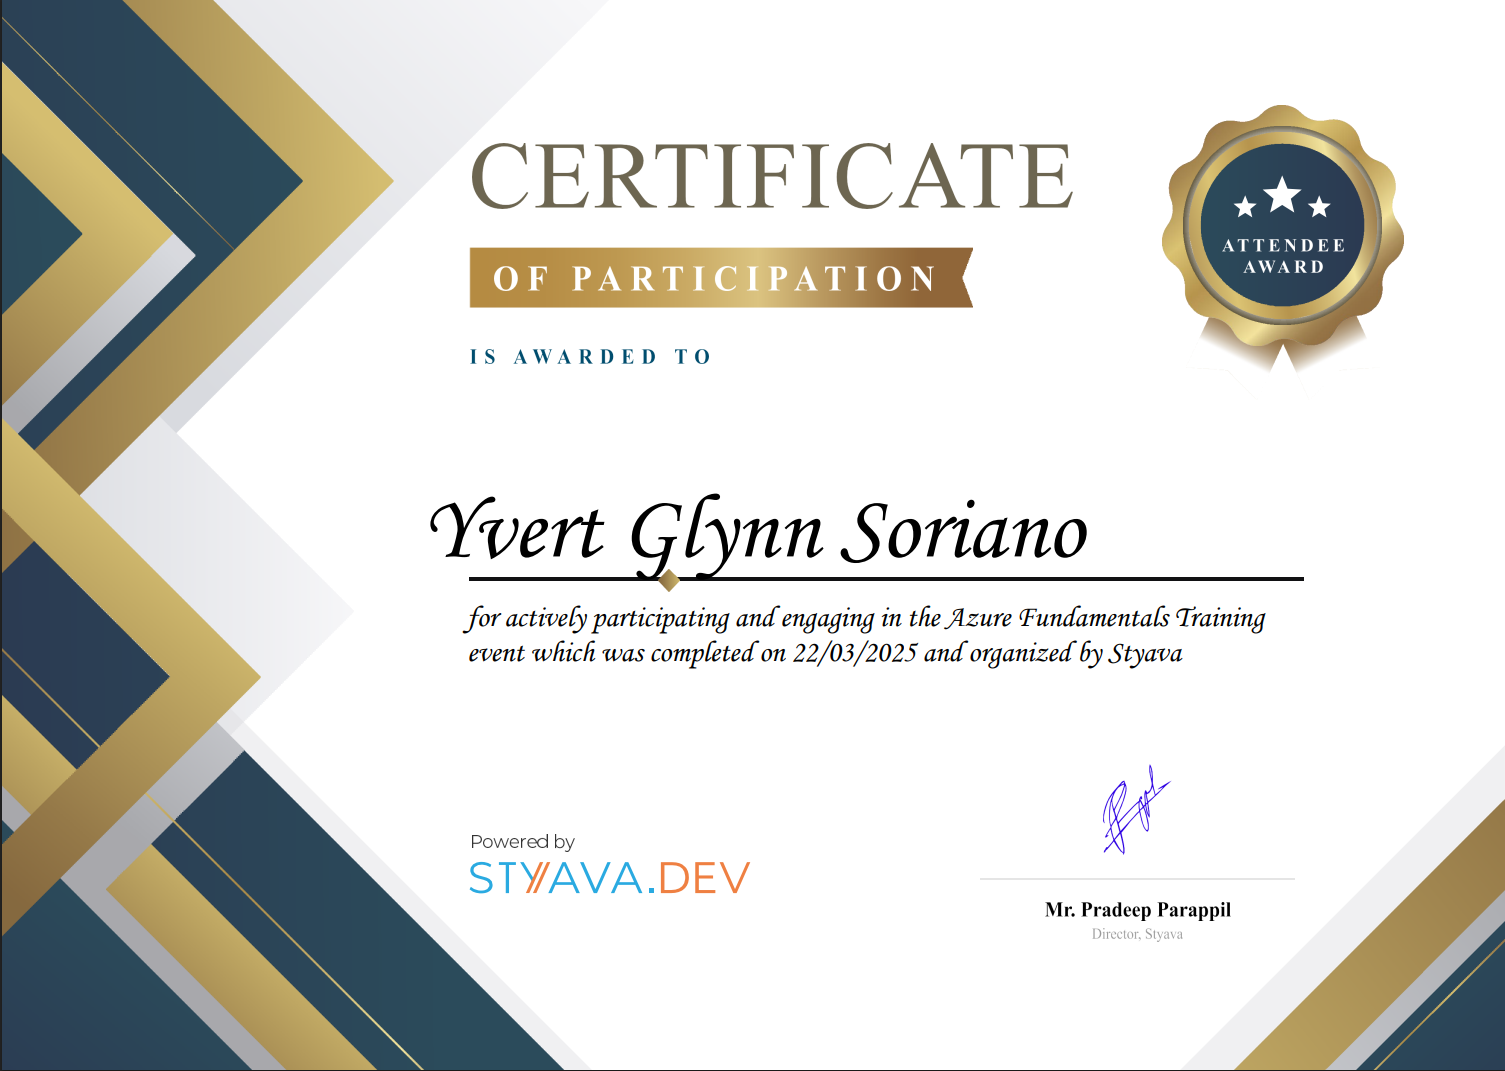 CERTIFICATE
OF PARTICIPATION
IS AWARDED TO
ATTENDEE
AWARD
Yvert Glynn Soriano
for actively participating and engaging in the Azure Fundamentals Training
event which was completed on 22/03/2025 and organized by Styava
Powered by
STYAVA.DEV
Mr. Pradeep Parappil
Director, Styava